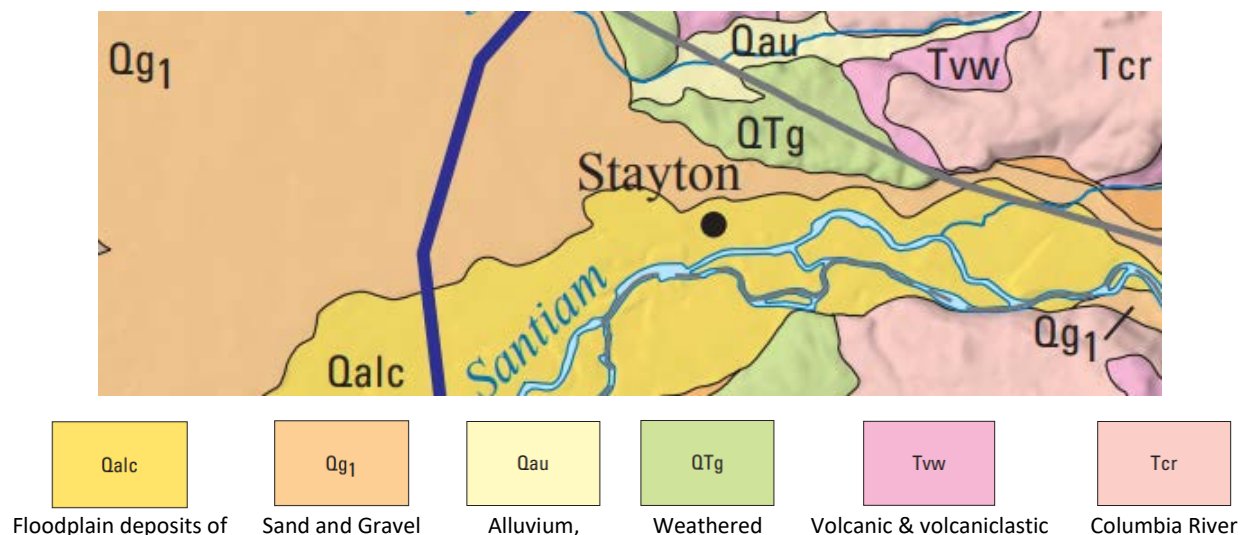 Qg1
Qau
Tvw
Tcr
QTg
Stayton
Santiam
Qalc
Qg1
Qalc
Qg1
Qau
QTg
Tvw
Tcr
Floodplain deposits of
Sand and Gravel
Alluvium,
Weathered
Volcanic & volcaniclastic
Columbia River